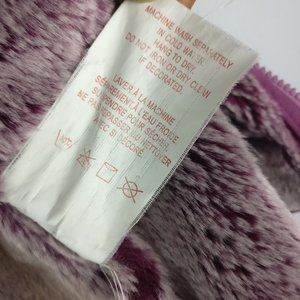 MACHINE WASH SEPARATELY
IN COLD WATER.
HANG TO DRY.
DO NOT IRON OR DRY CLEAN
IF DECORATED.
LAVER À LA MACHINE
SÉPARÉMENT À L'EAU FROIDE
SUSPENDRE POUR SÉCHER.
NE PAS REPASSER OU NETTOYER
À SEC SI DÉCORÉ